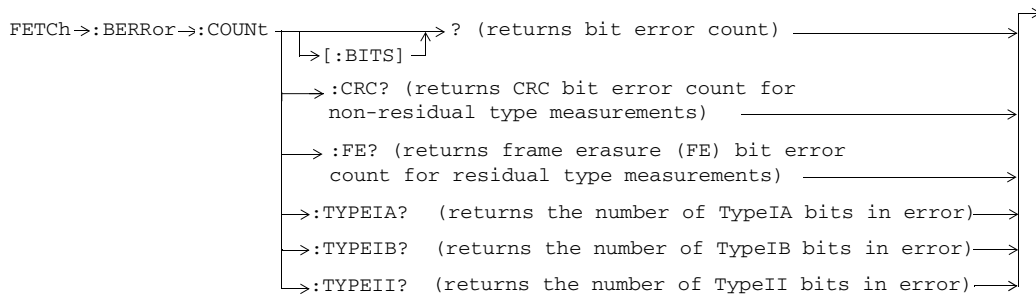 FETCh :BERRor :COUNt ? (returns bit error count)
[:BITS]
:CRC? (returns CRC bit error count for
non-residual type measurements)
:FE? (returns frame erasure (FE) bit error
count for residual type measurements)
:TYPEIA? (returns the number of TypeIA bits in error)
:TYPEIB? (returns the number of TypeIB bits in error)
:TYPEII? (returns the number of TypeII bits in error)